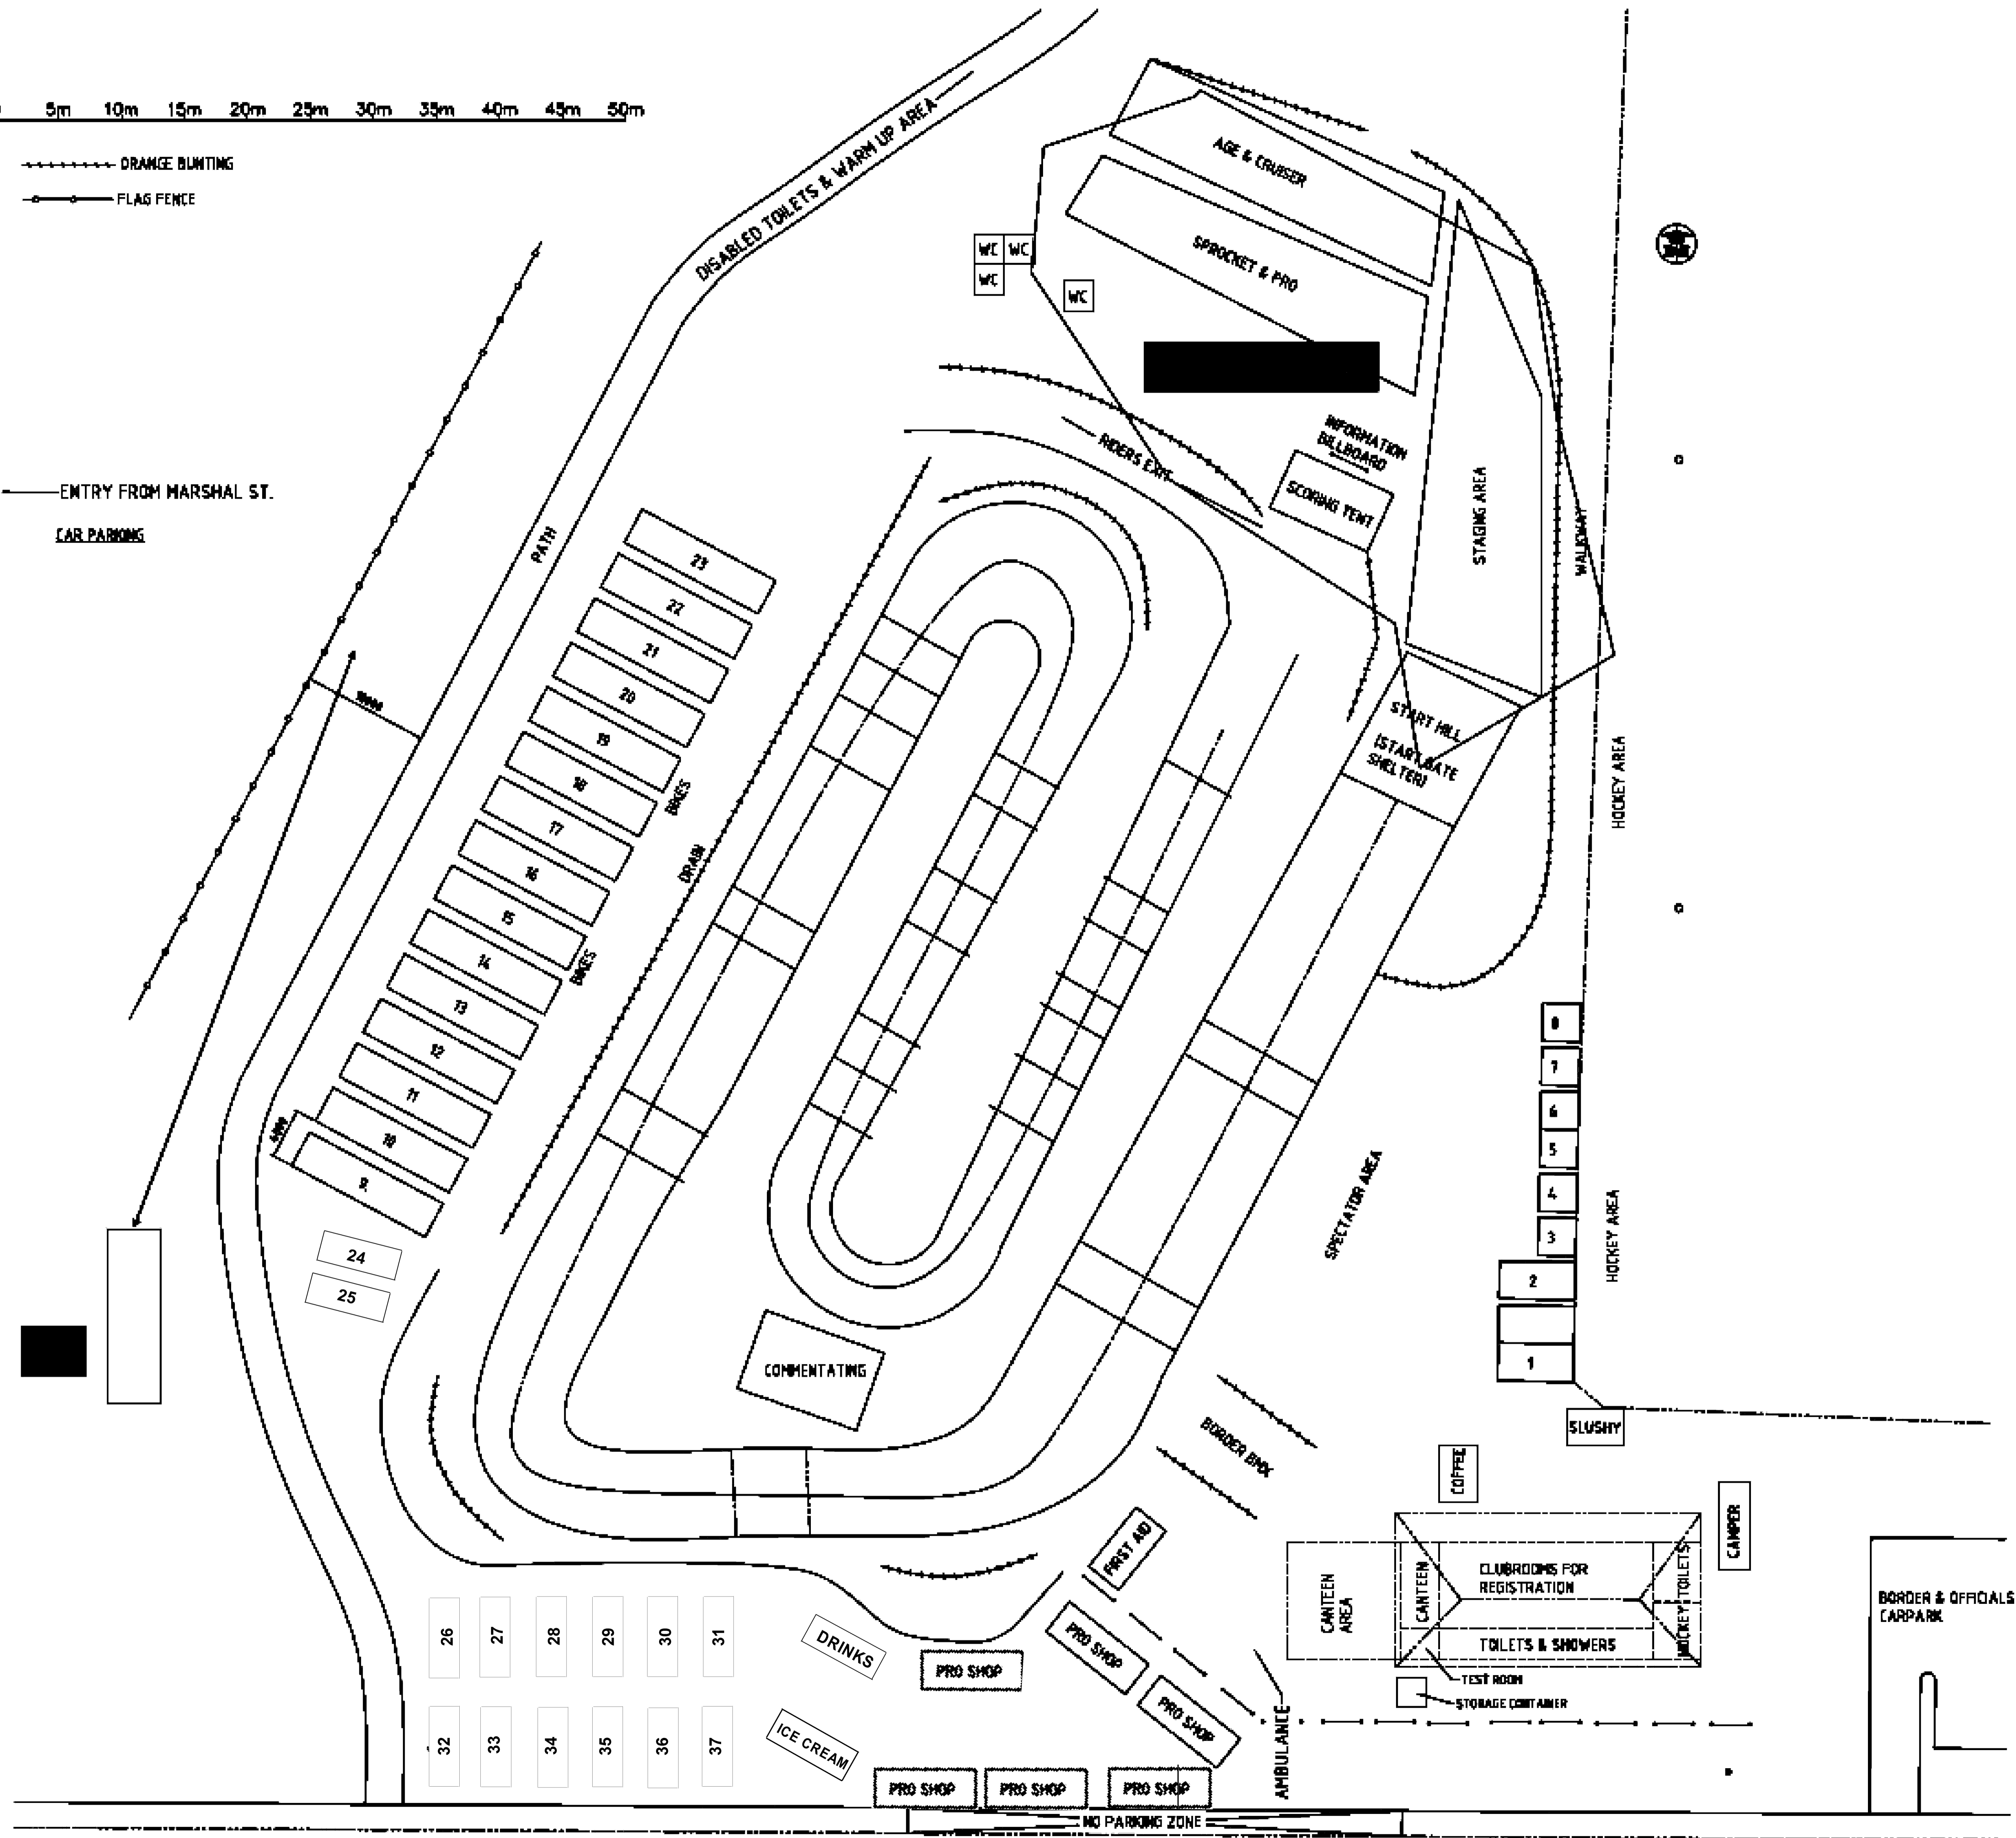 5m 10m 15m 20m 25m 30m 35m 40m 45m 50m
ORANGE BUNTING
FLAG FENCE
DISABLED TOILETS & WARM UP AREA
AGE & CRUISER
SPROCKET & PRO
WC WC
WC
WC
INFORMATION
BILLBOARD
RIDERS EXIT
SCORING TENT
STAGING AREA
WALKWAY
ENTRY FROM MARSHAL ST.
CAR PARKING
PATH
23
22
21
20
19
18
17
16
15
14
13
12
11
10
9
BIKES
BIKES
DRAIN
START HILL
(START GATE
SHELTER)
HOCKEY AREA
HOCKEY AREA
8
7
6
5
4
3
2
1
SPECTATOR AREA
24
25
COMMENTATING
BORDER BMX
SLUSHY
COFFEE
CAMPER
FIRST AID
CANTEEN
AREA
CANTEEN
CLUBROOMS FOR
REGISTRATION
HOCKEY TOILETS
TOILETS & SHOWERS
TEST ROOM
STORAGE CONTAINER
BORDER & OFFICIALS
CARPARK
26 27 28 29 30 31
DRINKS
PRO SHOP
PRO SHOP
PRO SHOP
32 33 34 35 36 37
ICE CREAM
PRO SHOP PRO SHOP PRO SHOP
AMBULANCE
NO PARKING ZONE